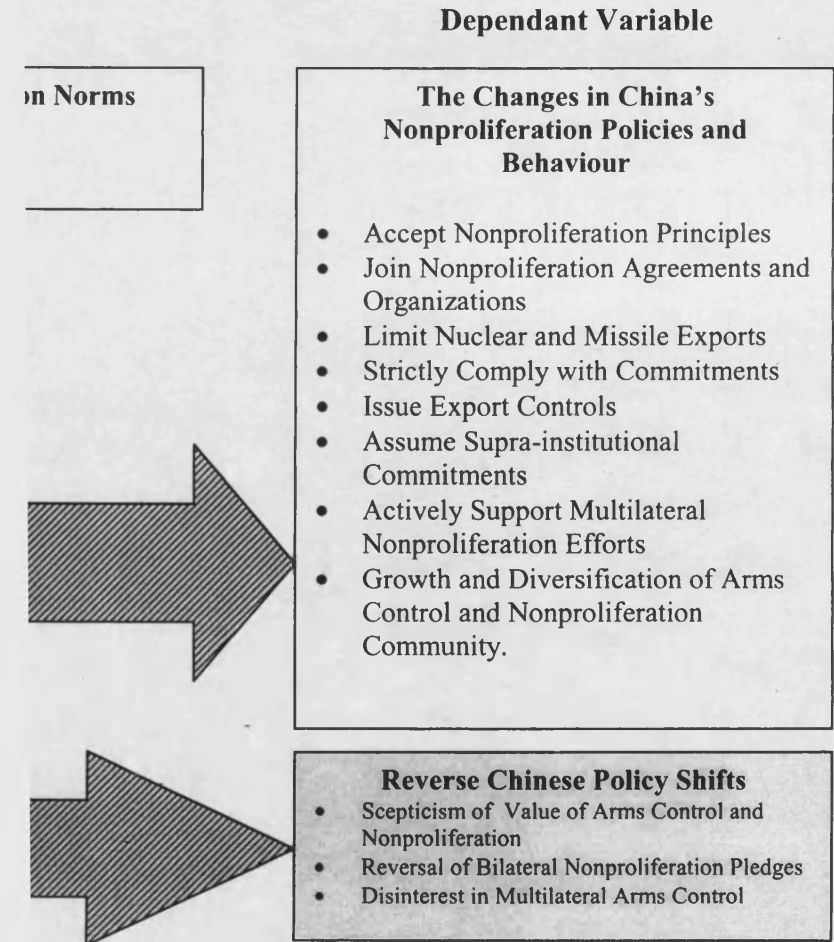 Dependant Variable
on Norms
The Changes in China's
Nonproliferation Policies and
Behaviour
• Accept Nonproliferation Principles
• Join Nonproliferation Agreements and
Organizations
• Limit Nuclear and Missile Exports
• Strictly Comply with Commitments
• Issue Export Controls
• Assume Supra-institutional
Commitments
• Actively Support Multilateral
Nonproliferation Efforts
• Growth and Diversification of Arms
Control and Nonproliferation
Community.
Reverse Chinese Policy Shifts
• Scepticism of Value of Arms Control and
Nonproliferation
• Reversal of Bilateral Nonproliferation Pledges
• Disinterest in Multilateral Arms Control